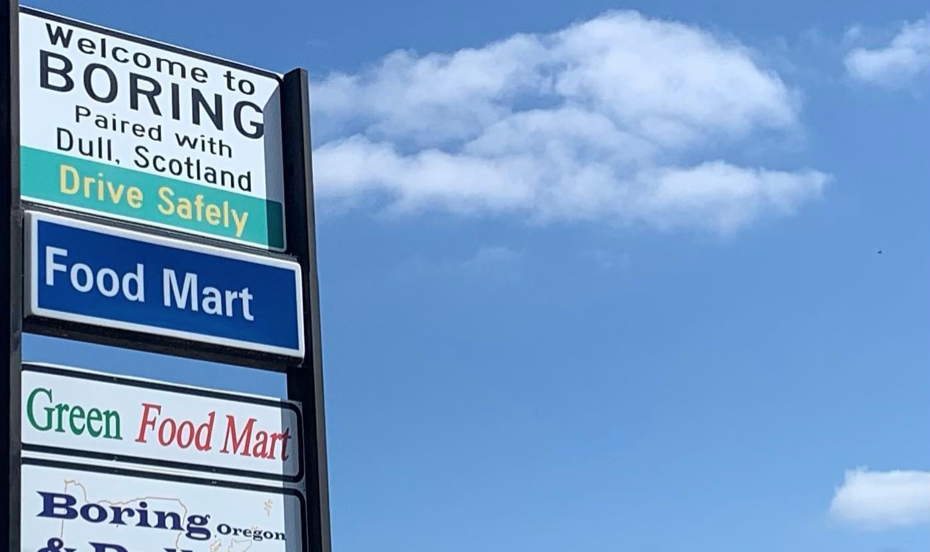 Welcome to
BORING
Paired with
Dull, Scotland
Drive Safely
Food Mart
Green Food Mart
Boring Oregon
&